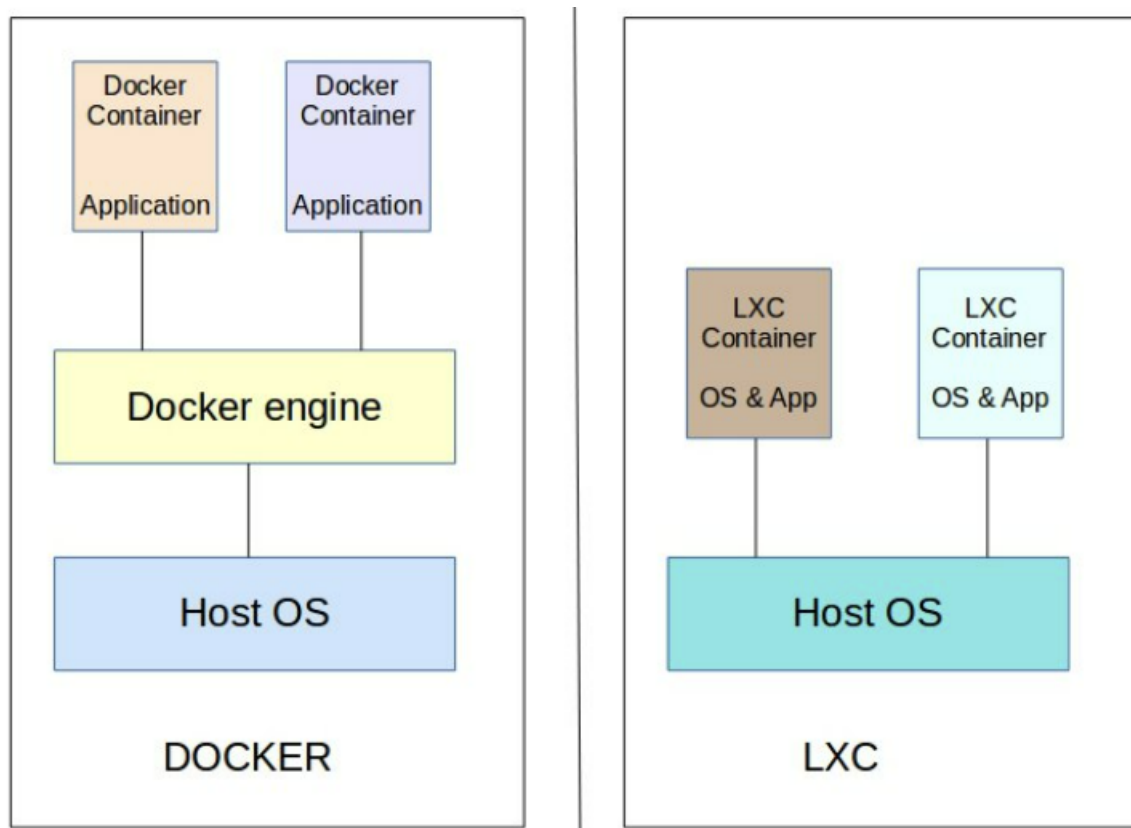 Docker
Container
Application
Docker
Container
Application
Docker engine
Host OS
DOCKER
LXC
Container
OS & App
LXC
Container
OS & App
Host OS
LXC